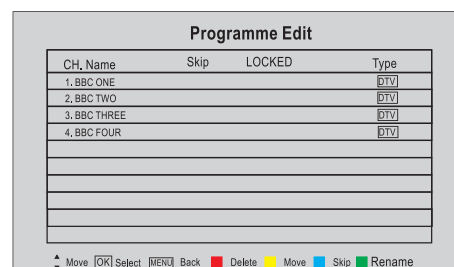 Programme Edit
CH. Name Skip LOCKED Type
1. BBC ONE DTV
2. BBC TWO DTV
3. BBC THREE DTV
4. BBC FOUR DTV
Move OK Select MENU Back Delete Move Skip Rename